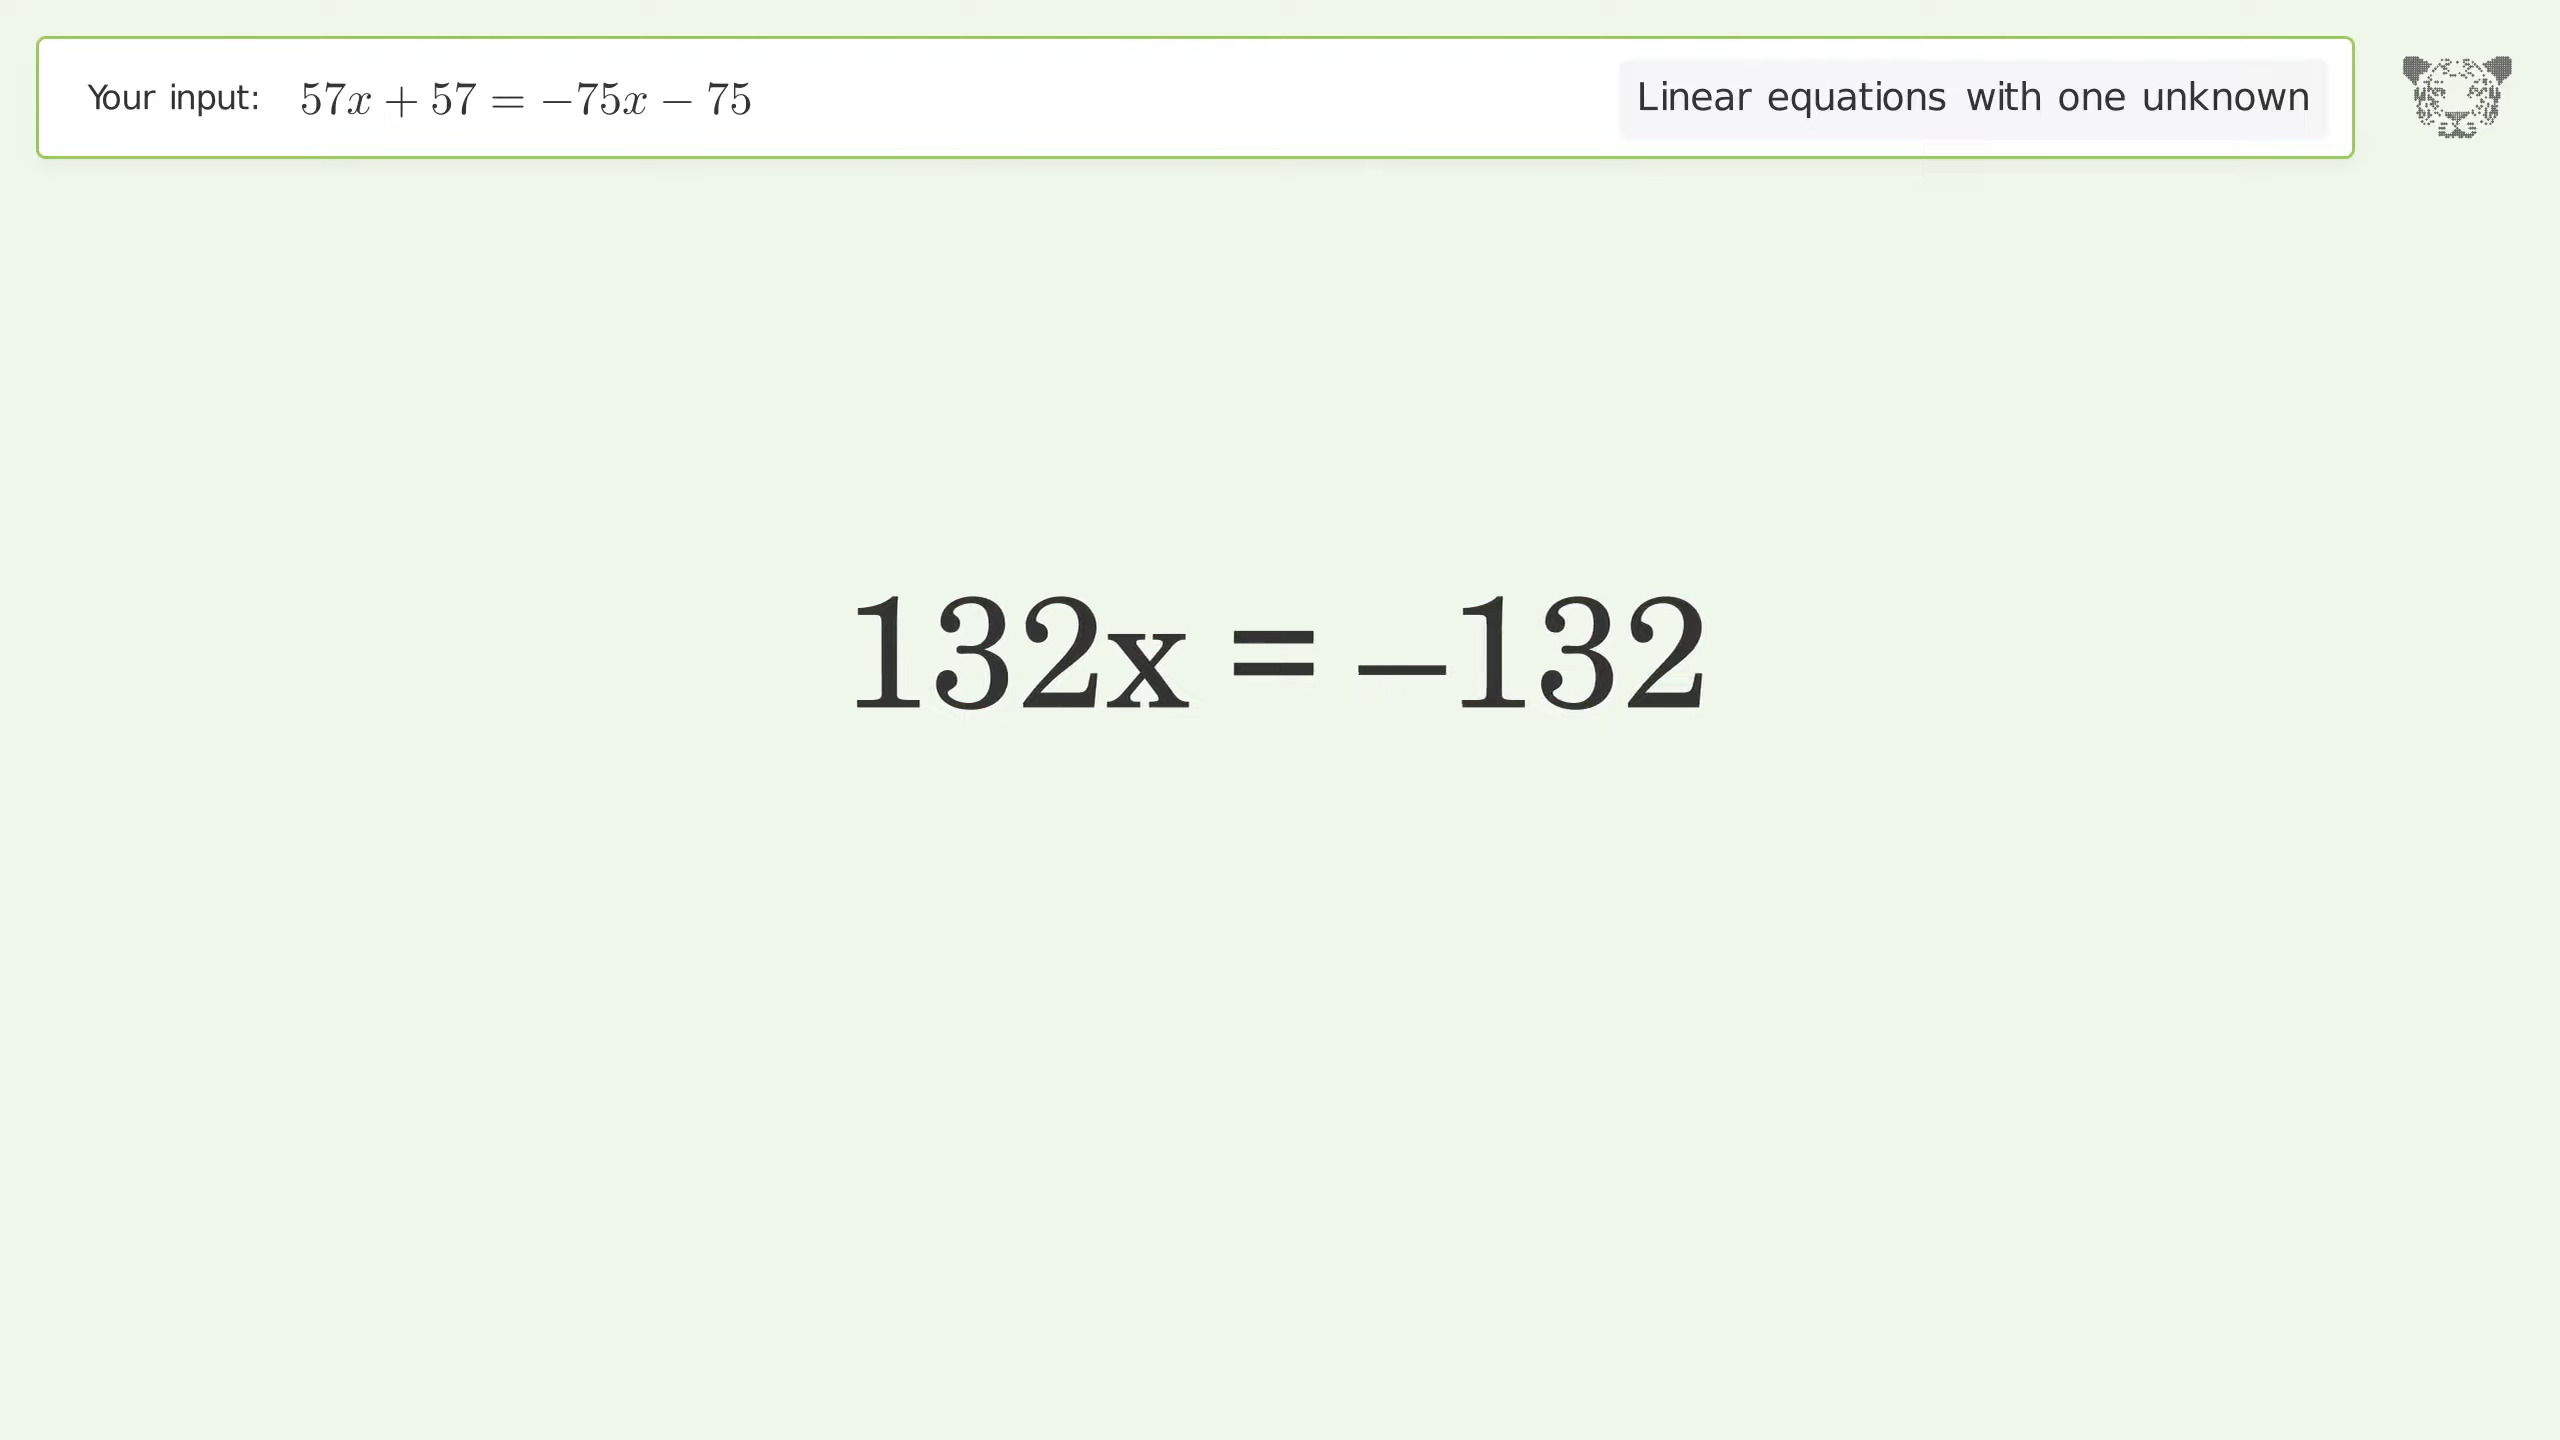 Your input: 57x + 57 = −75x − 75
Linear equations with one unknown
132x = −132